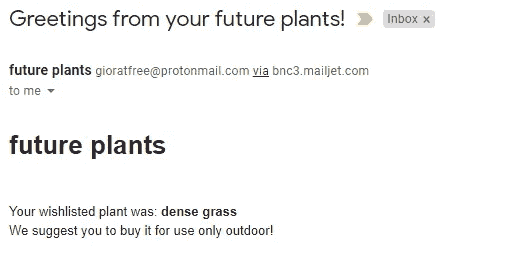 Greetings from your future plants! Inbox x
future plants gioratfree@protonmail.com via bnc3.mailjet.com
to me
future plants
Your wishlisted plant was: dense grass
We suggest you to buy it for use only outdoor!